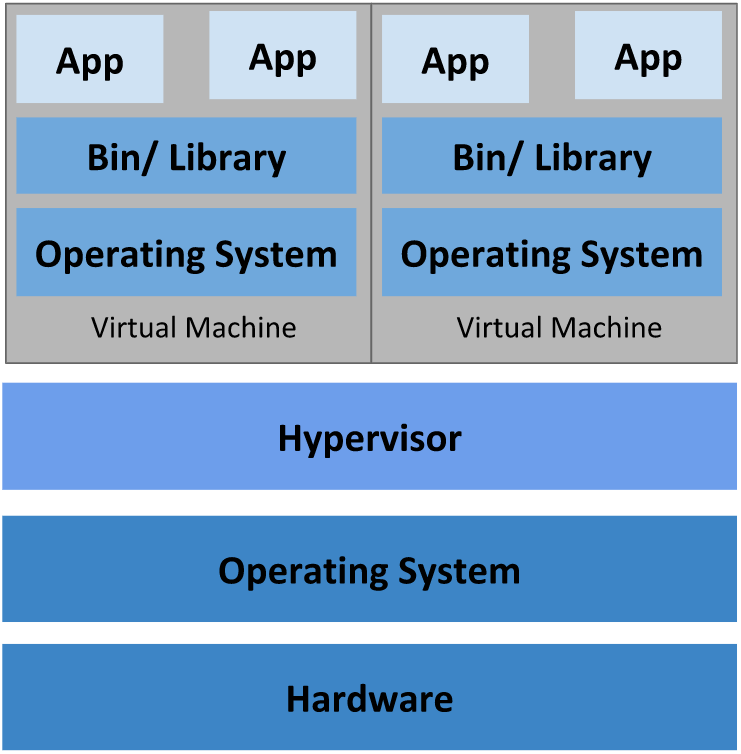 App App App App
Bin/ Library Bin/ Library
Operating System Operating System
Virtual Machine Virtual Machine
Hypervisor
Operating System
Hardware